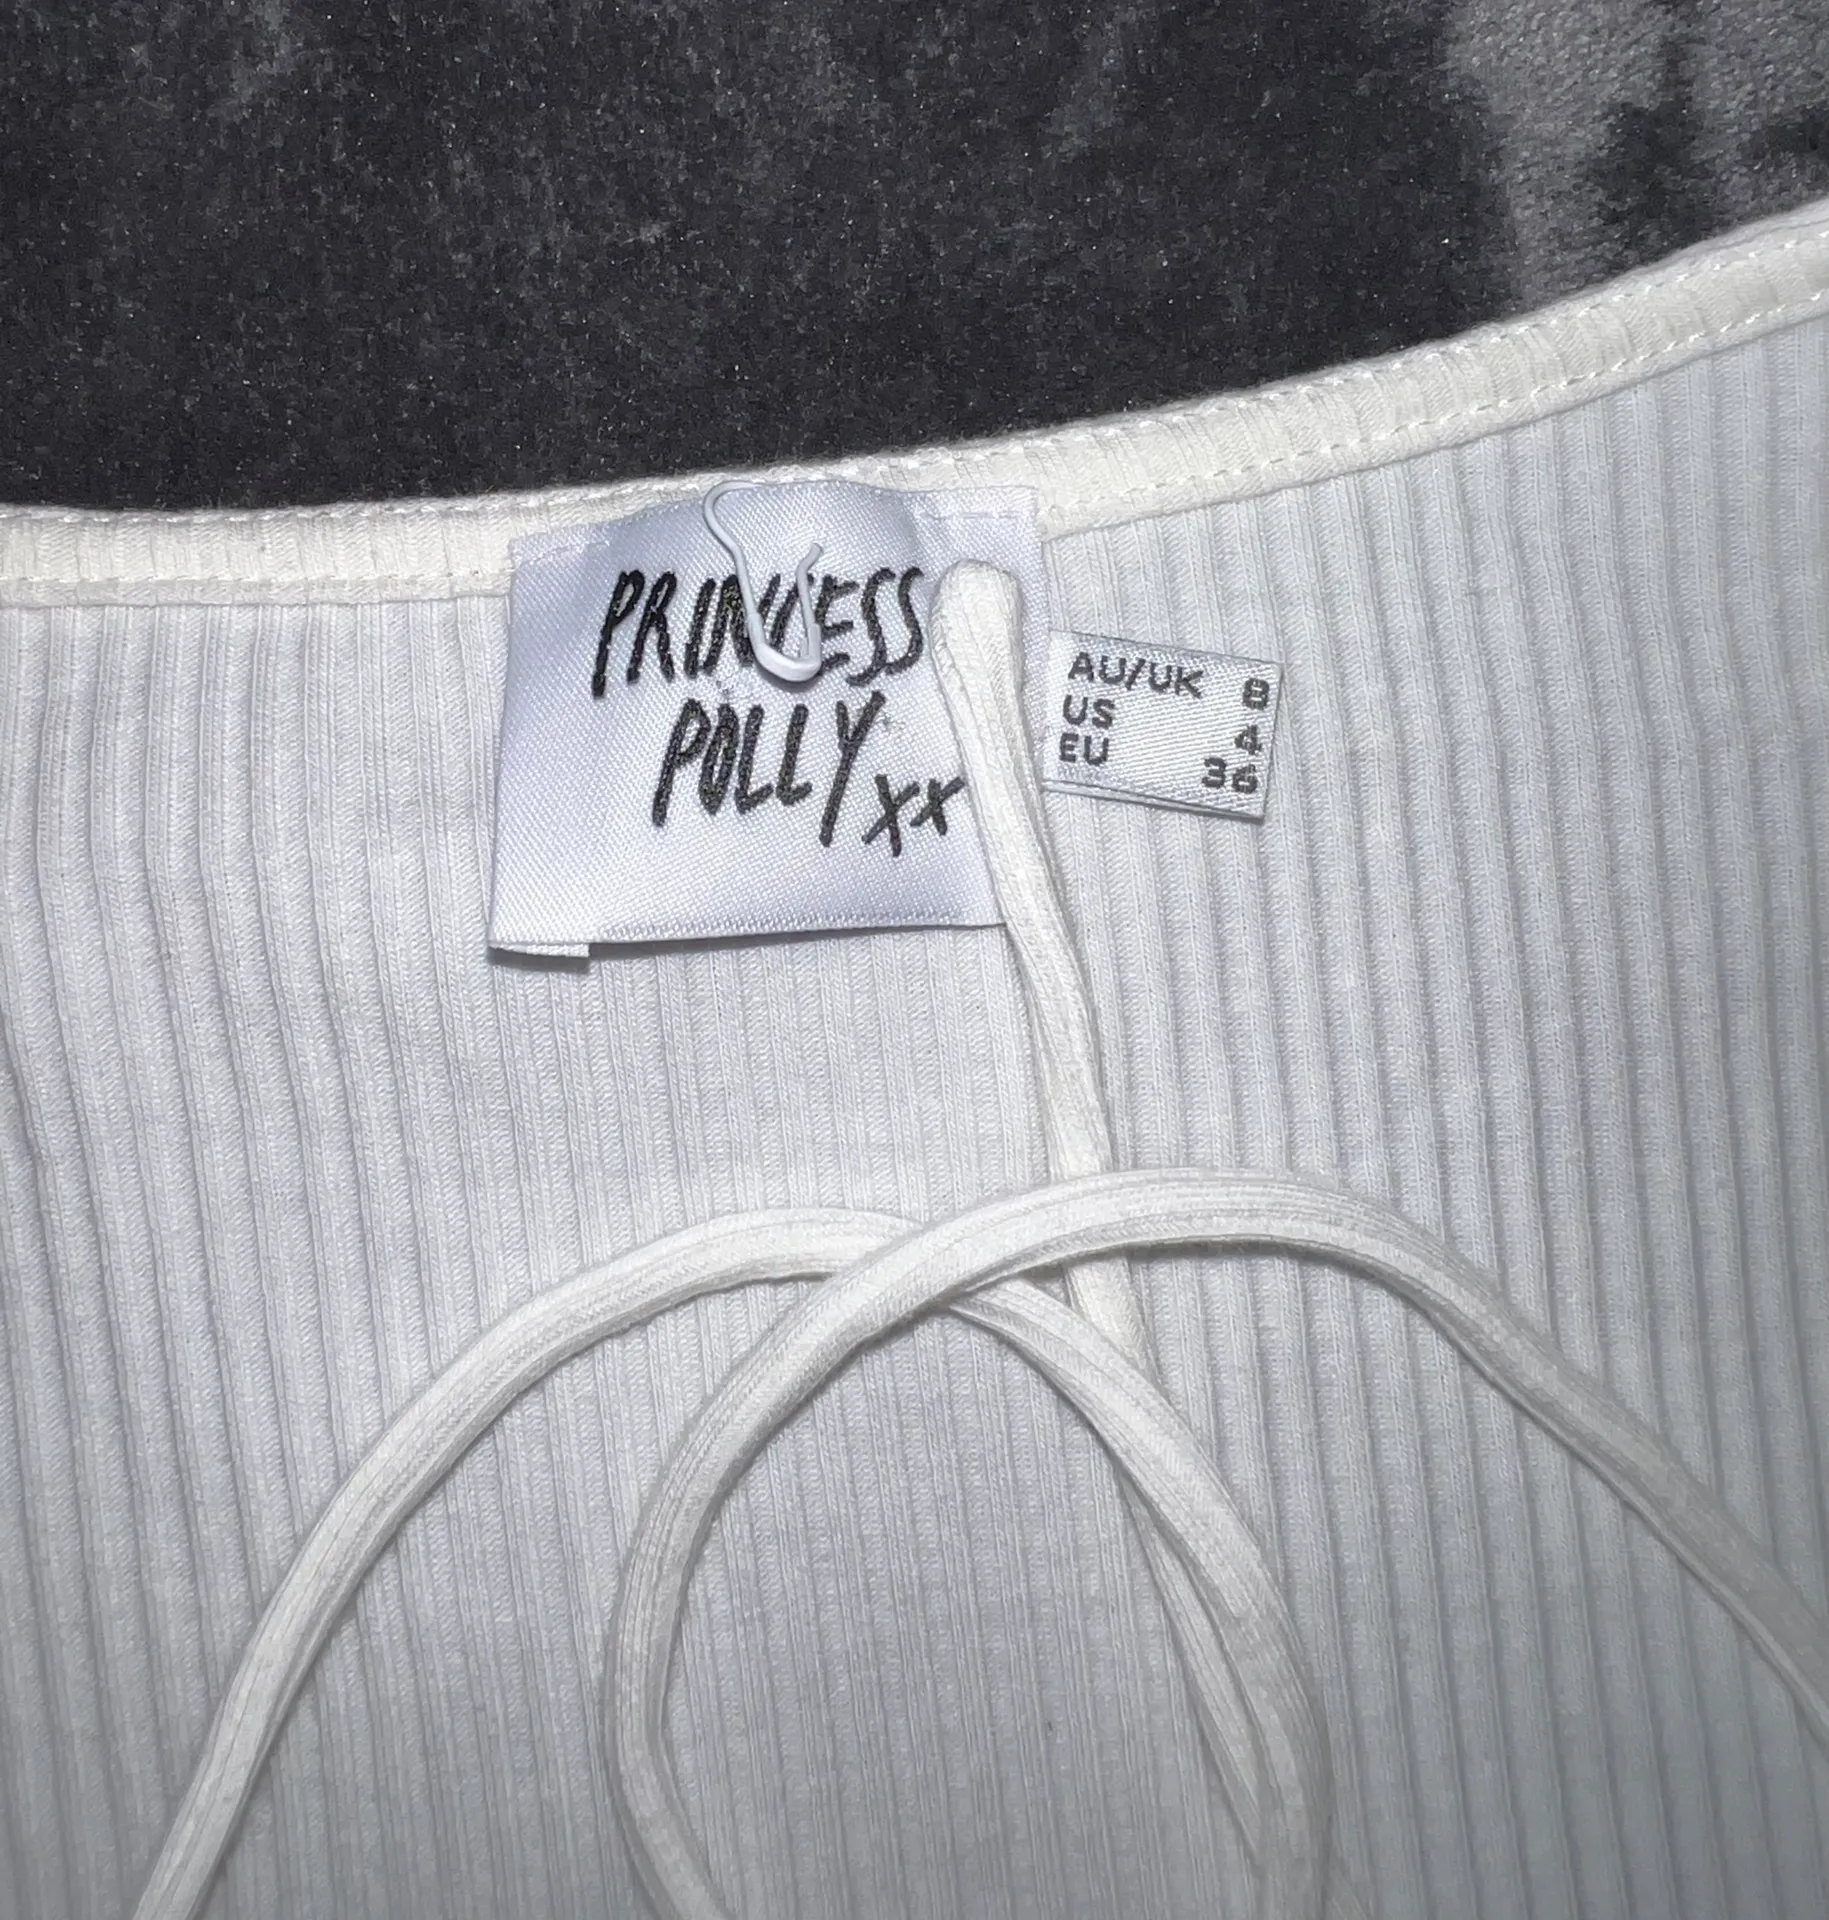 PRINCESS
POLLY xx
AU/UK 8
US 4
EU 36